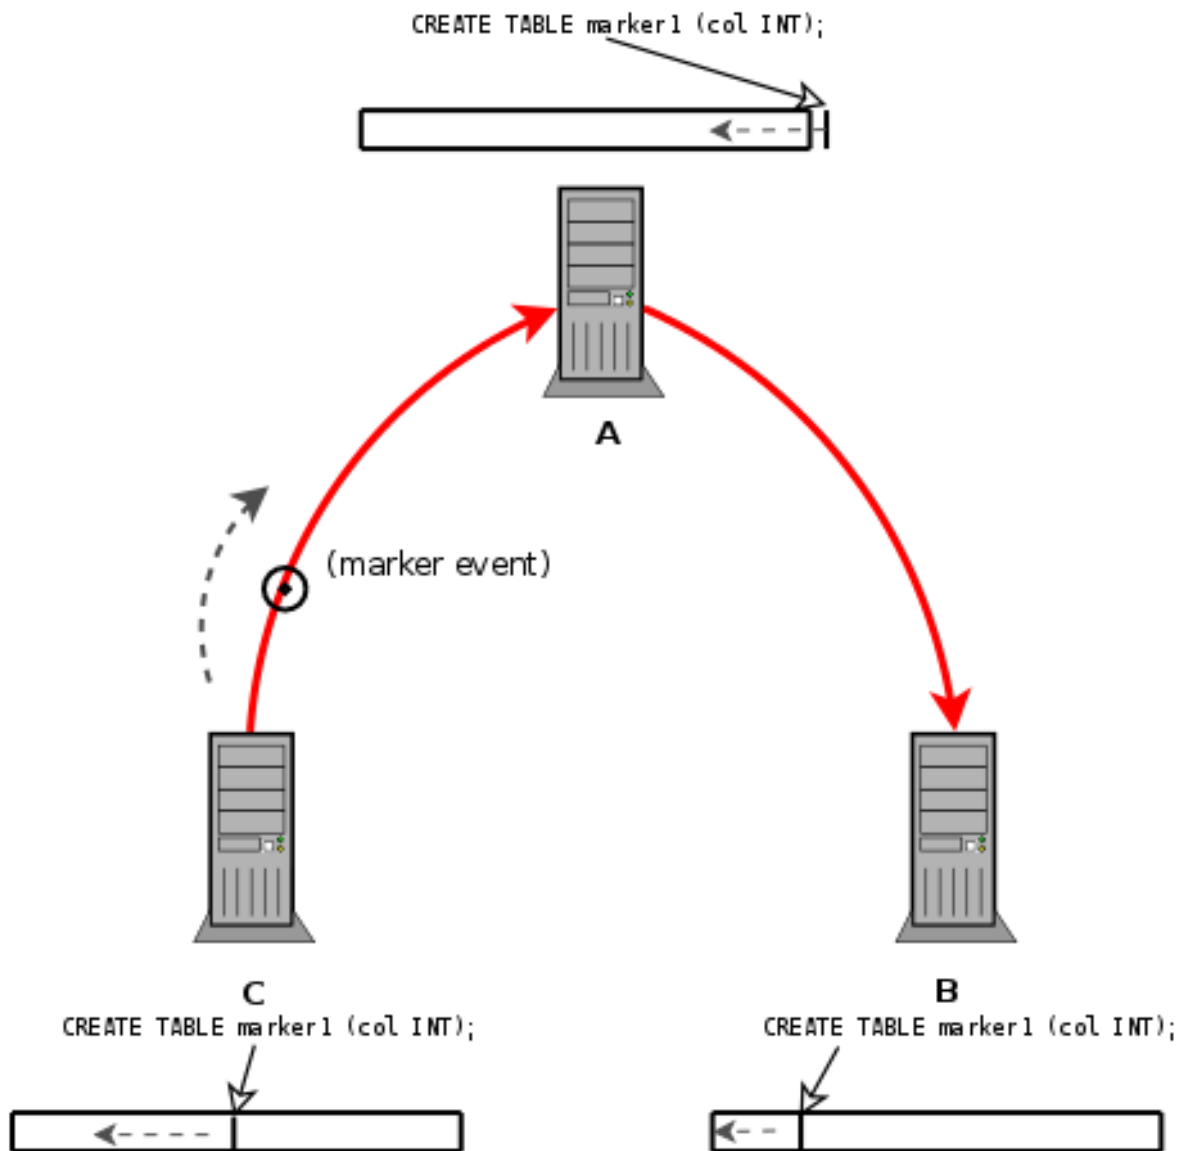 CREATE TABLE marker1 (col INT);
A
(marker event)
C
B
CREATE TABLE marker1 (col INT);
CREATE TABLE marker1 (col INT);